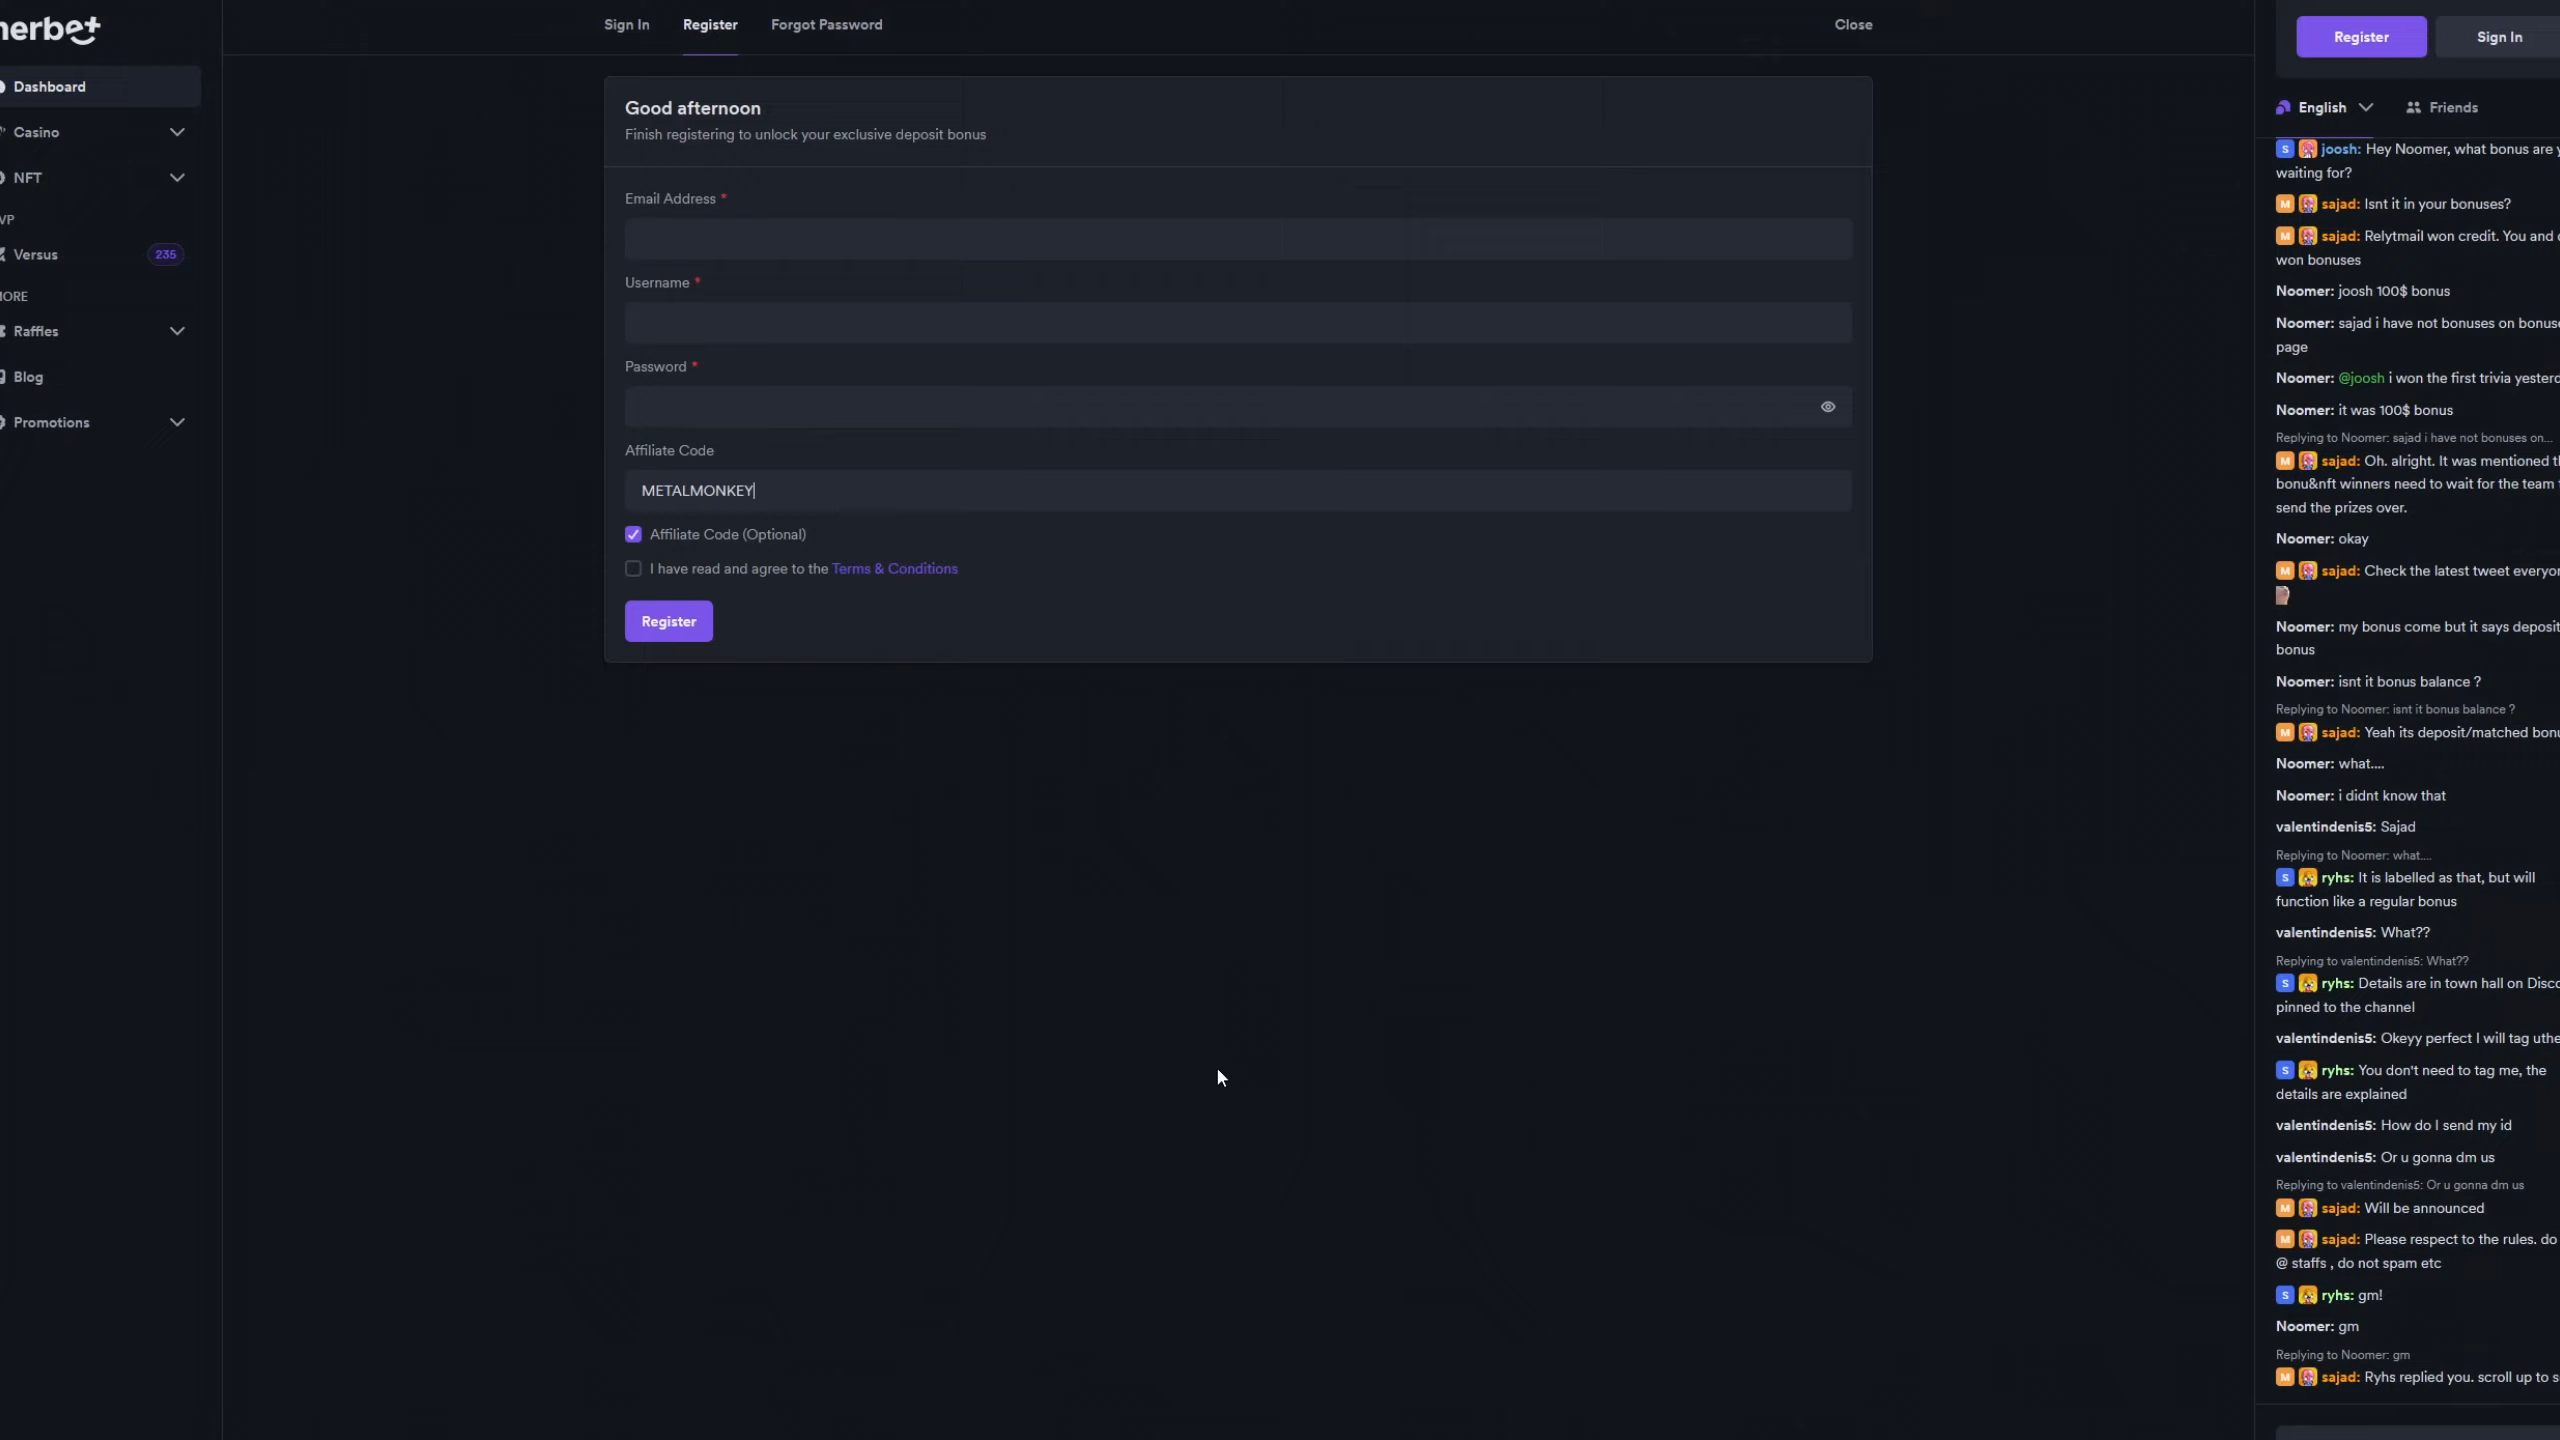 herbet
Dashboard
Casino
NFT
VP
Versus
235
MORE
Raffles
Blog
Promotions
Sign In
Register
Forgot Password
Close
Good afternoon
Finish registering to unlock your exclusive deposit bonus
Email Address *
Username *
Password *
Affiliate Code
METALMONKEY
Affiliate Code (Optional)
I have read and agree to the Terms & Conditions
Register
Register
Sign In
English
Friends
S joosh: Hey Noomer, what bonus are
waiting for?
M sajad: Isnt it in your bonuses?
M sajad: Relytmail won credit. You and
won bonuses
Noomer: joosh 100$ bonus
Noomer: sajad i have not bonuses on
page
Noomer: @joosh i won the first trivia
Noomer: it was 100$ bonus
Replying to Noomer: sajad i have not bonuses on...
M sajad: Oh. alright. It was mentioned
bonu&nft winners need to wait for the team
send the prizes over.
Noomer: okay
M sajad: Check the latest tweet
Noomer: my bonus come but it says deposit
bonus
Noomer: isnt it bonus balance ?
Replying to Noomer: isnt it bonus balance ?
M sajad: Yeah its deposit/matched
Noomer: what....
Noomer: i didnt know that
valentindenis5: Sajad
Replying to Noomer: what....
S ryhs: It is labelled as that, but will
function like a regular bonus
valentindenis5: What??
Replying to valentindenis5: What??
S ryhs: Details are in town hall on
pinned to the channel
valentindenis5: Okeyy perfect I will tag
S ryhs: You don't need to tag me, the
details are explained
valentindenis5: How do I send my id
valentindenis5: Or u gonna dm us
Replying to valentindenis5: Or u gonna dm us
M sajad: Will be announced
M sajad: Please respect to the rules. do
@ staffs , do not spam etc
S ryhs: gm!
Noomer: gm
Replying to Noomer: gm
M sajad: Ryhs replied you. scroll up to